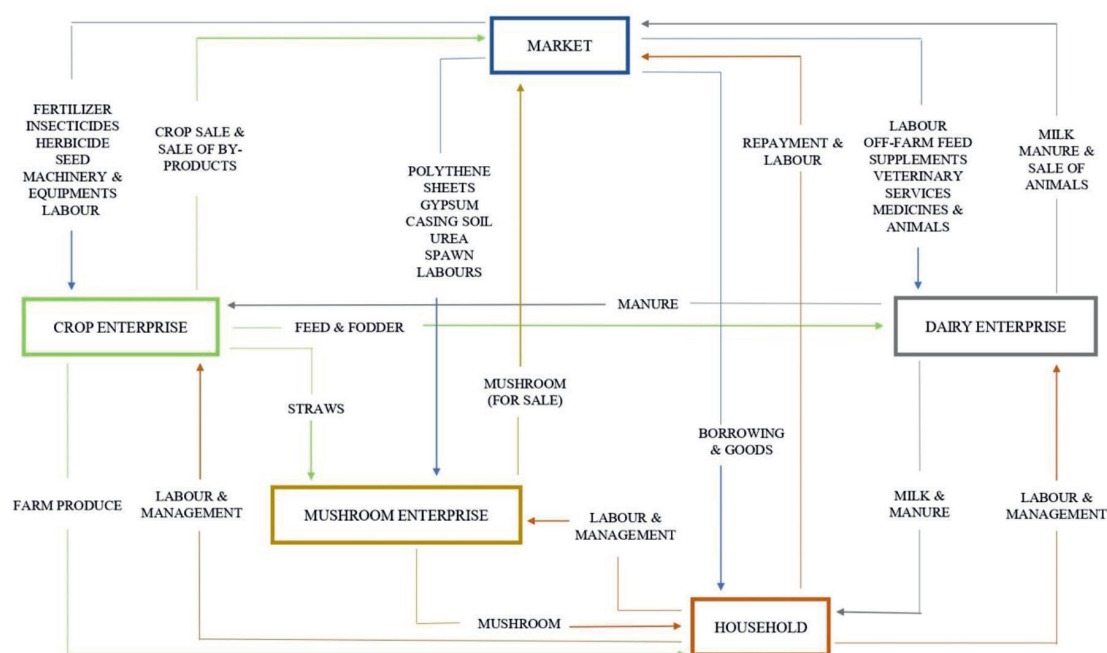 MARKET
FERTILIZER
INSECTICIDES
HERBICIDE
SEED
MACHINERY &
EQUIPMENTS
LABOUR
CROP SALE &
SALE OF BY-
PRODUCTS
POLYTHENE
SHEETS
GYPSUM
CASING SOIL
UREA
SPAWN
LABOURS
REPAYMENT &
LABOUR
LABOUR
OFF-FARM FEED
SUPPLEMENTS
VETERINARY
SERVICES
MEDICINES &
ANIMALS
MILK
MANURE &
SALE OF
ANIMALS
MANURE
CROP ENTERPRISE
FEED & FODDER
DAIRY ENTERPRISE
STRAWS
MUSHROOM
(FOR SALE)
BORROWING
& GOODS
FARM PRODUCE
LABOUR &
MANAGEMENT
MUSHROOM ENTERPRISE
LABOUR &
MANAGEMENT
MILK &
MANURE
LABOUR &
MANAGEMENT
MUSHROOM
HOUSEHOLD